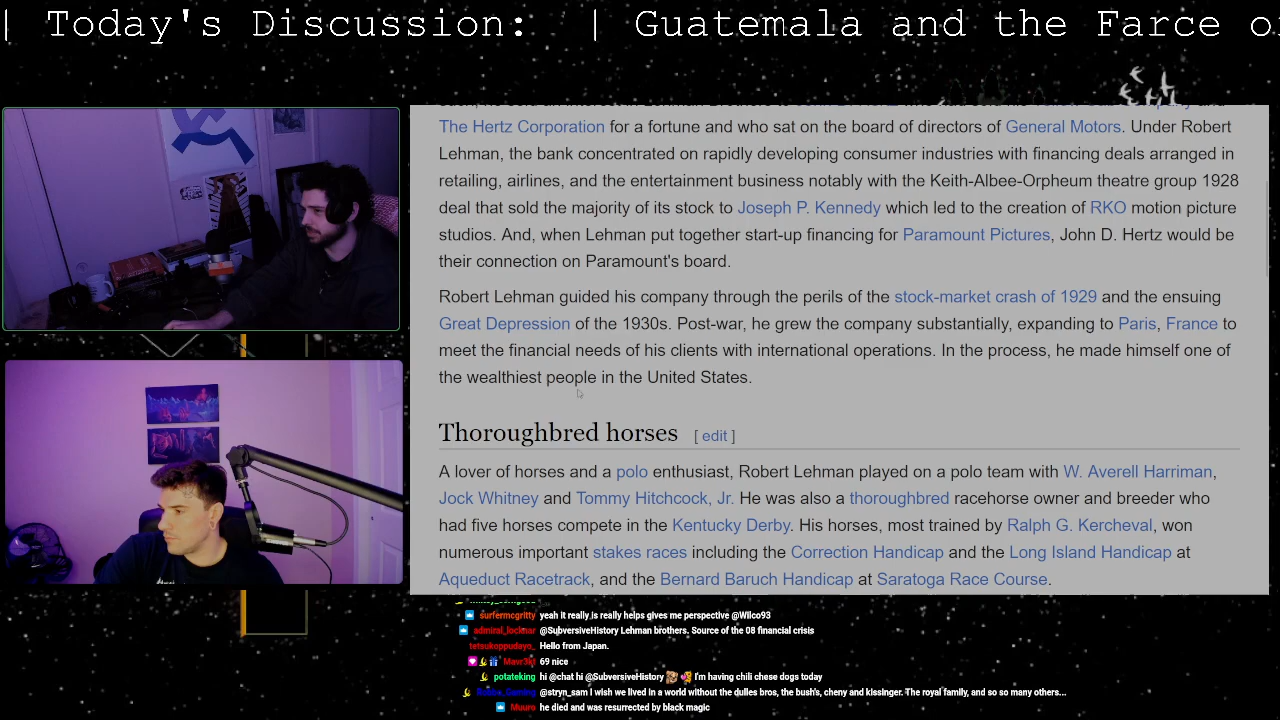 | Today's Discussion: | Guatemala and the Farce o
The Hertz Corporation for a fortune and who sat on the board of directors of General Motors. Under Robert
Lehman, the bank concentrated on rapidly developing consumer industries with financing deals arranged in
retailing, airlines, and the entertainment business notably with the Keith-Albee-Orpheum theatre group 1928
deal that sold the majority of its stock to Joseph P. Kennedy which led to the creation of RKO motion picture
studios. And, when Lehman put together start-up financing for Paramount Pictures, John D. Hertz would be
their connection on Paramount's board.
Robert Lehman guided his company through the perils of the stock-market crash of 1929 and the ensuing
Great Depression of the 1930s. Post-war, he grew the company substantially, expanding to Paris, France to
meet the financial needs of his clients with international operations. In the process, he made himself one of
the wealthiest people in the United States.
Thoroughbred horses [ edit ]
A lover of horses and a polo enthusiast, Robert Lehman played on a polo team with W. Averell Harriman,
Jock Whitney and Tommy Hitchcock, Jr. He was also a thoroughbred racehorse owner and breeder who
had five horses compete in the Kentucky Derby. His horses, most trained by Ralph G. Kercheval, won
numerous important stakes races including the Correction Handicap and the Long Island Handicap at
Aqueduct Racetrack, and the Bernard Baruch Handicap at Saratoga Race Course.
surfermcgritty yeah it really is really helps gives me perspective @Wilco93
admiral_locknar @SubversiveHistory Lehman brothers. Source of the 08 financial crisis
tetsukoppudayo_ Hello from Japan.
Mavr3kt 69 nice
potateking hi @chat hi @SubversiveHistory I'm having chili chese dogs today
@stryn_sam I wish we lived in a world without the dulles bros, the bush's, cheny and kissinger. The royal family, and so so many others...
Muuro he died and was resurrected by black magic